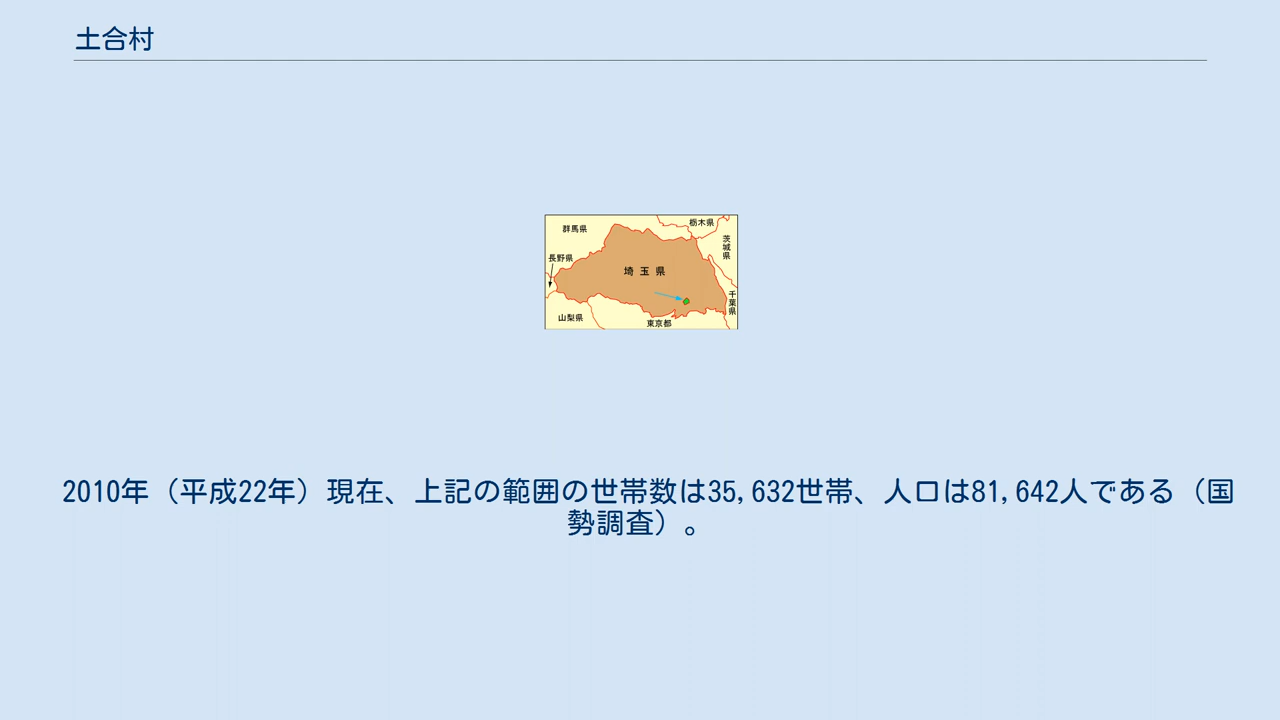 土合村
群馬県
栃木県
茨城県
長野県
埼玉県
千葉県
山梨県
東京都
2010年（平成22年）現在、上記の範囲の世帯数は35,632世帯、人口は81,642人である（国
勢調査）。